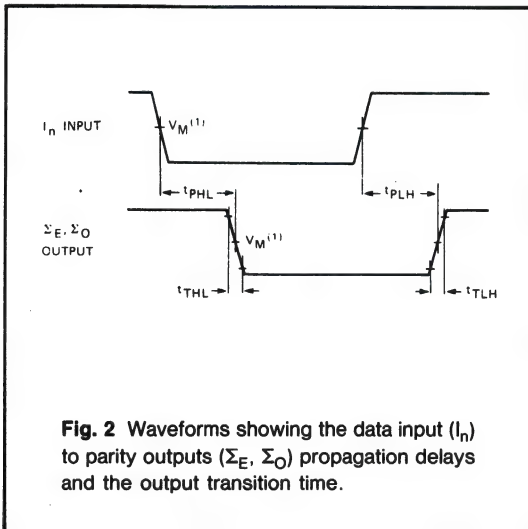 Iₙ INPUT
V_M⁽¹⁾
t_PHL
t_PLH
Σ_E, Σ_O
OUTPUT
V_M⁽¹⁾
t_THL
t_TLH
Fig. 2 Waveforms showing the data input (Iₙ)
to parity outputs (Σ_E, Σ_O) propagation delays
and the output transition time.